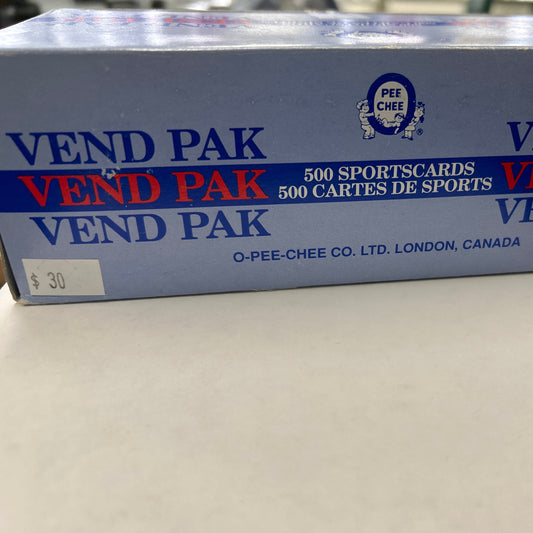 O
PEE
CHEE
®
VEND PAK
VEND PAK
500 SPORTSCARDS
500 CARTES DE SPORTS
VEND PAK
O-PEE-CHEE CO. LTD. LONDON, CANADA
$ 30